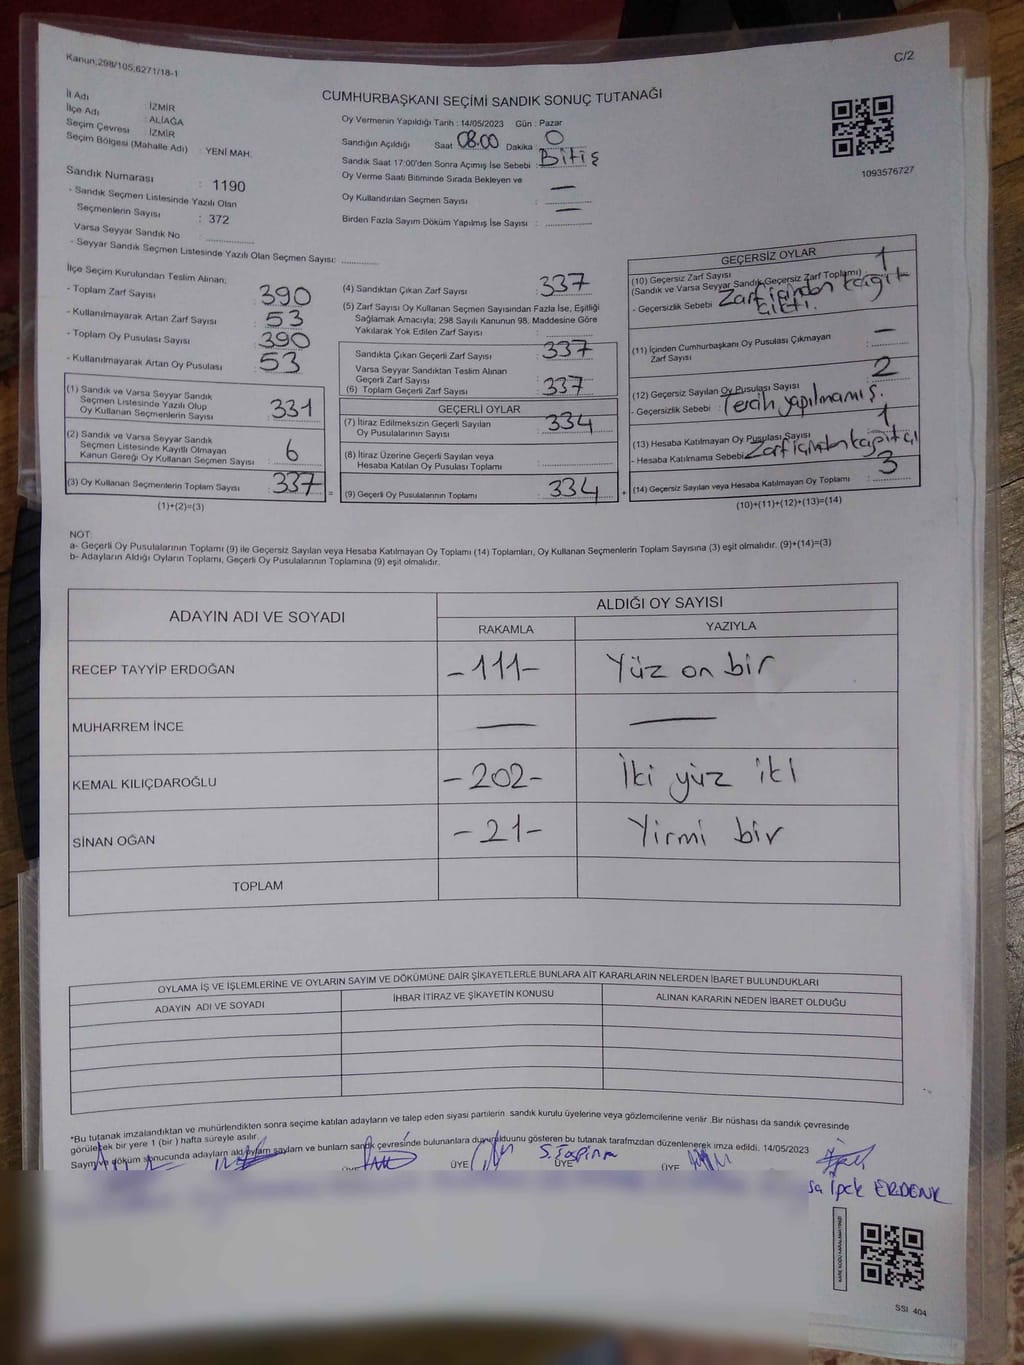 Kanun:298/105,6271/18-1
C/2
CUMHURBAŞKANI SEÇİMİ SANDIK SONUÇ TUTANAĞI
İl Adı : İZMİR
İlçe Adı : ALİAĞA
Seçim Çevresi : İZMİR
Seçim Bölgesi (Mahalle Adı) : YENİ MAH.
Sandık Numarası : 1190
- Sandık Seçmen Listesinde Yazılı Olan
Seçmenlerin Sayısı : 372
Varsa Seyyar Sandık No : ..............
- Seyyar Sandık Seçmen Listesinde Yazılı Olan Seçmen Sayısı: ............
Oy Vermenin Yapıldığı Tarih : 14/05/2023 Gün : Pazar
Sandığın Açıldığı Saat 08.00 Dakika : 0
Sandık Saat 17:00'den Sonra Açımış İse Sebebi : Bitiş
Oy Verme Saati Bitiminde Sırada Bekleyen ve
Oy Kullandırılan Seçmen Sayısı : —
Birden Fazla Sayım Döküm Yapılmış İse Sayısı : —
1093576727
İlçe Seçim Kurulundan Teslim Alınan;
- Toplam Zarf Sayısı : 390
- Kullanılmayarak Artan Zarf Sayısı : 53
- Toplam Oy Pusulası Sayısı : 390
- Kullanılmayarak Artan Oy Pusulası : 53
(1) Sandık ve Varsa Seyyar Sandık
Seçmen Listesinde Yazılı Olup
Oy Kullanan Seçmenlerin Sayısı : 331
(2) Sandık ve Varsa Seyyar Sandık
Seçmen Listesinde Kayıtlı Olmayan
Kanun Gereği Oy Kullanan Seçmen Sayısı : 6
(3) Oy Kullanan Seçmenlerin Toplam Sayısı : 337
(1)+(2)=(3)
(4) Sandıktan Çıkan Zarf Sayısı : 337
(5) Zarf Sayısı Oy Kullanan Seçmen Sayısından Fazla İse, Eşitliği
Sağlamak Amacıyla; 298 Sayılı Kanunun 98. Maddesine Göre
Yakılarak Yok Edilen Zarf Sayısı :
Sandıkta Çıkan Geçerli Zarf Sayısı : 337
Varsa Seyyar Sandıktan Teslim Alınan
Geçerli Zarf Sayısı
(6) Toplam Geçerli Zarf Sayısı : 337
GEÇERLİ OYLAR
(7) İtiraz Edilmeksizin Geçerli Sayılan
Oy Pusulalarının Sayısı : 334
(8) İtiraz Üzerine Geçerli Sayılan veya
Hesaba Katılan Oy Pusulası Toplamı :
(9) Geçerli Oy Pusulalarının Toplamı : 334
GEÇERSİZ OYLAR
(10) Geçersiz Zarf Sayısı 1
(Sandık ve Varsa Seyyar Sandık Geçersiz Zarf Toplamı)
- Geçersizlik Sebebi : Zarf içinden kağıt
(11) İçinden Cumhurbaşkanı Oy Pusulası Çıkmayan
Zarf Sayısı : —
(12) Geçersiz Sayılan Oy Pusulası Sayısı : 2
- Geçersizlik Sebebi : Tercih yapılmamış.
(13) Hesaba Katılmayan Oy Pusulası Sayısı 1
- Hesaba Katılmama Sebebi : Zarf içinden
(14) Geçersiz Sayılan veya Hesaba Katılmayan Oy Toplamı : 3
(10)+(11)+(12)+(13)=(14)
NOT:
a- Geçerli Oy Pusulalarının Toplamı (9) ile Geçersiz Sayılan veya Hesaba Katılmayan Oy Toplamı (14) Toplamları, Oy Kullanan Seçmenlerin Toplam Sayısına (3) eşit olmalıdır. (9)+(14)=(3)
b- Adayların Aldığı Oyların Toplamı, Geçerli Oy Pusulalarının Toplamına (9) eşit olmalıdır.
ADAYIN ADI VE SOYADI
ALDIĞI OY SAYISI
RAKAMLA YAZIYLA
RECEP TAYYİP ERDOĞAN -111- Yüz on bir
MUHARREM İNCE — —
KEMAL KILIÇDAROĞLU -202- İki yüz iki
SİNAN OĞAN -21- Yirmi bir
TOPLAM
OYLAMA İŞ VE İŞLEMLERİNE VE OYLARIN SAYIM VE DÖKÜMÜNE DAİR ŞİKAYETLERLE BUNLARA AİT KARARLARIN NELERDEN İBARET BULUNDUKLARI
ADAYIN ADI VE SOYADI İHBAR İTİRAZ VE ŞİKAYETİN KONUSU ALINAN KARARIN NEDEN İBARET OLDUĞU
*Bu tutanak imzalandıktan ve mühürlendikten sonra seçime katılan adayların ve talep eden siyasi partilerin sandık kurulu üyelerine veya gözlemcilerine verilir .Bir nüshası da sandık çevresinde
görülecek bir yere 1 (bir ) hafta süreyle asılır.
Sayım ve döküm sonucunda adayların aldı oyların sayıları ve bunların sandık çevresinde bulunanlara duyurulduunu gösteren bu tutanak tarafımızdan düzenlenerek imza edildi. 14/05/2023
ÜYE ÜYE ÜYE ÜYE
İpek ERDENK
SSI 404